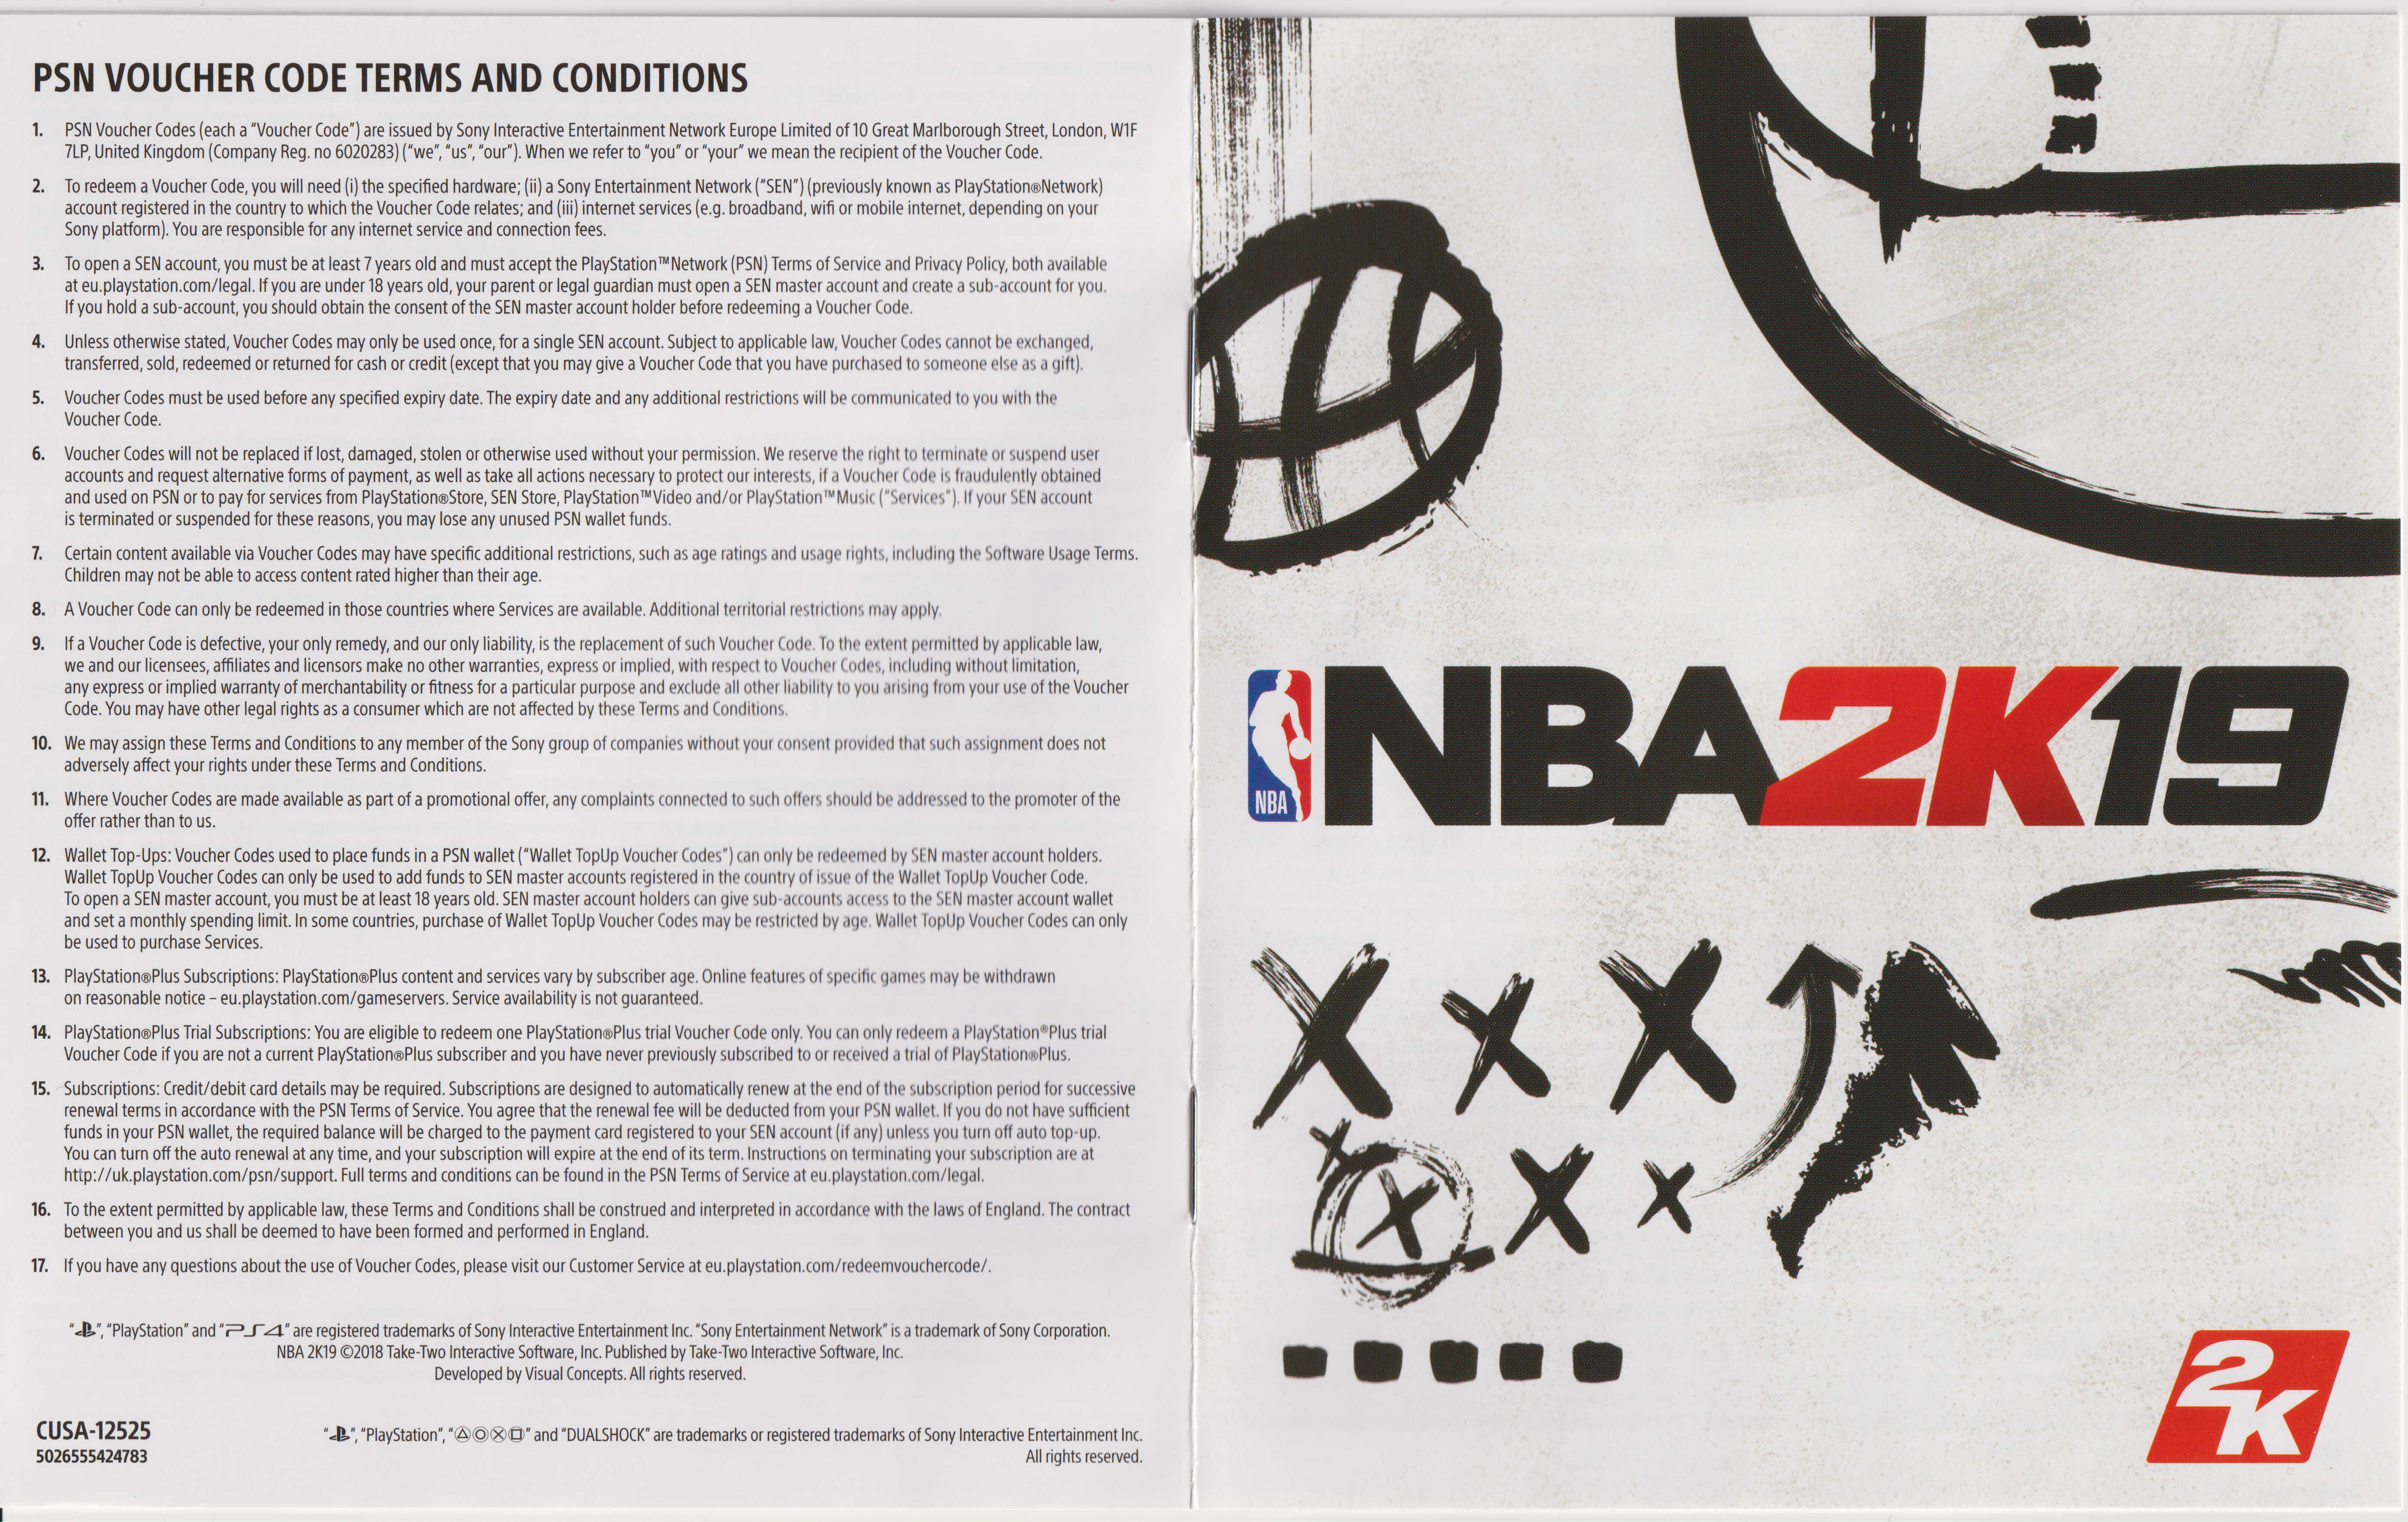 PSN VOUCHER CODE TERMS AND CONDITIONS
1. PSN Voucher Codes (each a “Voucher Code”) are issued by Sony Interactive Entertainment Network Europe Limited of 10 Great Marlborough Street, London, W1F
7LP, United Kingdom (Company Reg. no 6020283) (“we”, “us”, “our”). When we refer to “you” or “your” we mean the recipient of the Voucher Code.
2. To redeem a Voucher Code, you will need (i) the specified hardware; (ii) a Sony Entertainment Network (“SEN”) (previously known as PlayStation®Network)
account registered in the country to which the Voucher Code relates; and (iii) internet services (e.g. broadband, wifi or mobile internet, depending on your
Sony platform). You are responsible for any internet service and connection fees.
3. To open a SEN account, you must be at least 7 years old and must accept the PlayStation™Network (PSN) Terms of Service and Privacy Policy, both available
at eu.playstation.com/legal. If you are under 18 years old, your parent or legal guardian must open a SEN master account and create a sub-account for you.
If you hold a sub-account, you should obtain the consent of the SEN master account holder before redeeming a Voucher Code.
4. Unless otherwise stated, Voucher Codes may only be used once, for a single SEN account. Subject to applicable law, Voucher Codes cannot be exchanged,
transferred, sold, redeemed or returned for cash or credit (except that you may give a Voucher Code that you have purchased to someone else as a gift).
5. Voucher Codes must be used before any specified expiry date. The expiry date and any additional restrictions will be communicated to you with the
Voucher Code.
6. Voucher Codes will not be replaced if lost, damaged, stolen or otherwise used without your permission. We reserve the right to terminate or suspend user
accounts and request alternative forms of payment, as well as take all actions necessary to protect our interests, if a Voucher Code is fraudulently obtained
and used on PSN or to pay for services from PlayStation®Store, SEN Store, PlayStation™Video and/or PlayStation™Music (“Services”). If your SEN account
is terminated or suspended for these reasons, you may lose any unused PSN wallet funds.
7. Certain content available via Voucher Codes may have specific additional restrictions, such as age ratings and usage rights, including the Software Usage Terms.
Children may not be able to access content rated higher than their age.
8. A Voucher Code can only be redeemed in those countries where Services are available. Additional territorial restrictions may apply.
9. If a Voucher Code is defective, your only remedy, and our only liability, is the replacement of such Voucher Code. To the extent permitted by applicable law,
we and our licensees, affiliates and licensors make no other warranties, express or implied, with respect to Voucher Codes, including without limitation,
any express or implied warranty of merchantability or fitness for a particular purpose and exclude all other liability to you arising from your use of the Voucher
Code. You may have other legal rights as a consumer which are not affected by these Terms and Conditions.
10. We may assign these Terms and Conditions to any member of the Sony group of companies without your consent provided that such assignment does not
adversely affect your rights under these Terms and Conditions.
11. Where Voucher Codes are made available as part of a promotional offer, any complaints connected to such offers should be addressed to the promoter of the
offer rather than to us.
12. Wallet Top-Ups: Voucher Codes used to place funds in a PSN wallet (“Wallet TopUp Voucher Codes”) can only be redeemed by SEN master account holders.
Wallet TopUp Voucher Codes can only be used to add funds to SEN master accounts registered in the country of issue of the Wallet TopUp Voucher Code.
To open a SEN master account, you must be at least 18 years old. SEN master account holders can give sub-accounts access to the SEN master account wallet
and set a monthly spending limit. In some countries, purchase of Wallet TopUp Voucher Codes may be restricted by age. Wallet TopUp Voucher Codes can only
be used to purchase Services.
13. PlayStation®Plus Subscriptions: PlayStation®Plus content and services vary by subscriber age. Online features of specific games may be withdrawn
on reasonable notice – eu.playstation.com/gameservers. Service availability is not guaranteed.
14. PlayStation®Plus Trial Subscriptions: You are eligible to redeem one PlayStation®Plus trial Voucher Code only. You can only redeem a PlayStation®Plus trial
Voucher Code if you are not a current PlayStation®Plus subscriber and you have never previously subscribed to or received a trial of PlayStation®Plus.
15. Subscriptions: Credit/debit card details may be required. Subscriptions are designed to automatically renew at the end of the subscription period for successive
renewal terms in accordance with the PSN Terms of Service. You agree that the renewal fee will be deducted from your PSN wallet. If you do not have sufficient
funds in your PSN wallet, the required balance will be charged to the payment card registered to your SEN account (if any) unless you turn off auto top-up.
You can turn off the auto renewal at any time, and your subscription will expire at the end of its term. Instructions on terminating your subscription are at
http://uk.playstation.com/psn/support. Full terms and conditions can be found in the PSN Terms of Service at eu.playstation.com/legal.
16. To the extent permitted by applicable law, these Terms and Conditions shall be construed and interpreted in accordance with the laws of England. The contract
between you and us shall be deemed to have been formed and performed in England.
17. If you have any questions about the use of Voucher Codes, please visit our Customer Service at eu.playstation.com/redeemvouchercode/.
“ ”, “PlayStation” and “PS4” are registered trademarks of Sony Interactive Entertainment Inc. “Sony Entertainment Network” is a trademark of Sony Corporation.
NBA 2K19 ©2018 Take-Two Interactive Software, Inc. Published by Take-Two Interactive Software, Inc.
Developed by Visual Concepts. All rights reserved.
CUSA-12525
5026555424783
“ ”, “PlayStation”, “ ” and “DUALSHOCK” are trademarks or registered trademarks of Sony Interactive Entertainment Inc.
All rights reserved.
NBA
NBA2K19
2K